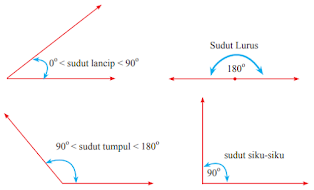 Sudut Lurus
0° < sudut lancip < 90°
180°
90° < sudut tumpul < 180°
sudut siku-siku
90°